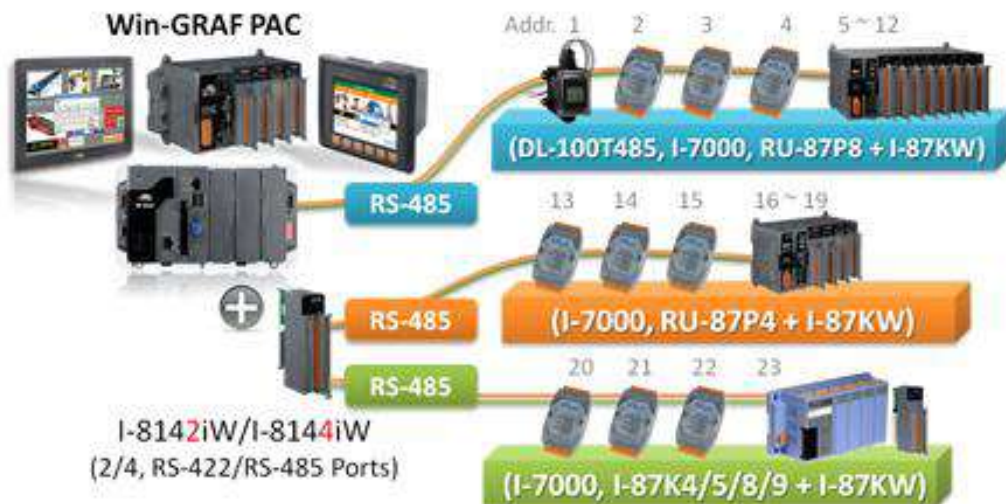 Win-GRAF PAC
Addr. 1 2 3 4 5 ~ 12
(DL-100T485, I-7000, RU-87P8 + I-87KW)
RS-485
13 14 15 16 ~ 19
RS-485
(I-7000, RU-87P4 + I-87KW)
20 21 22 23
RS-485
I-8142iW/I-8144iW
(2/4, RS-422/RS-485 Ports)
(I-7000, I-87K4/5/8/9 + I-87KW)